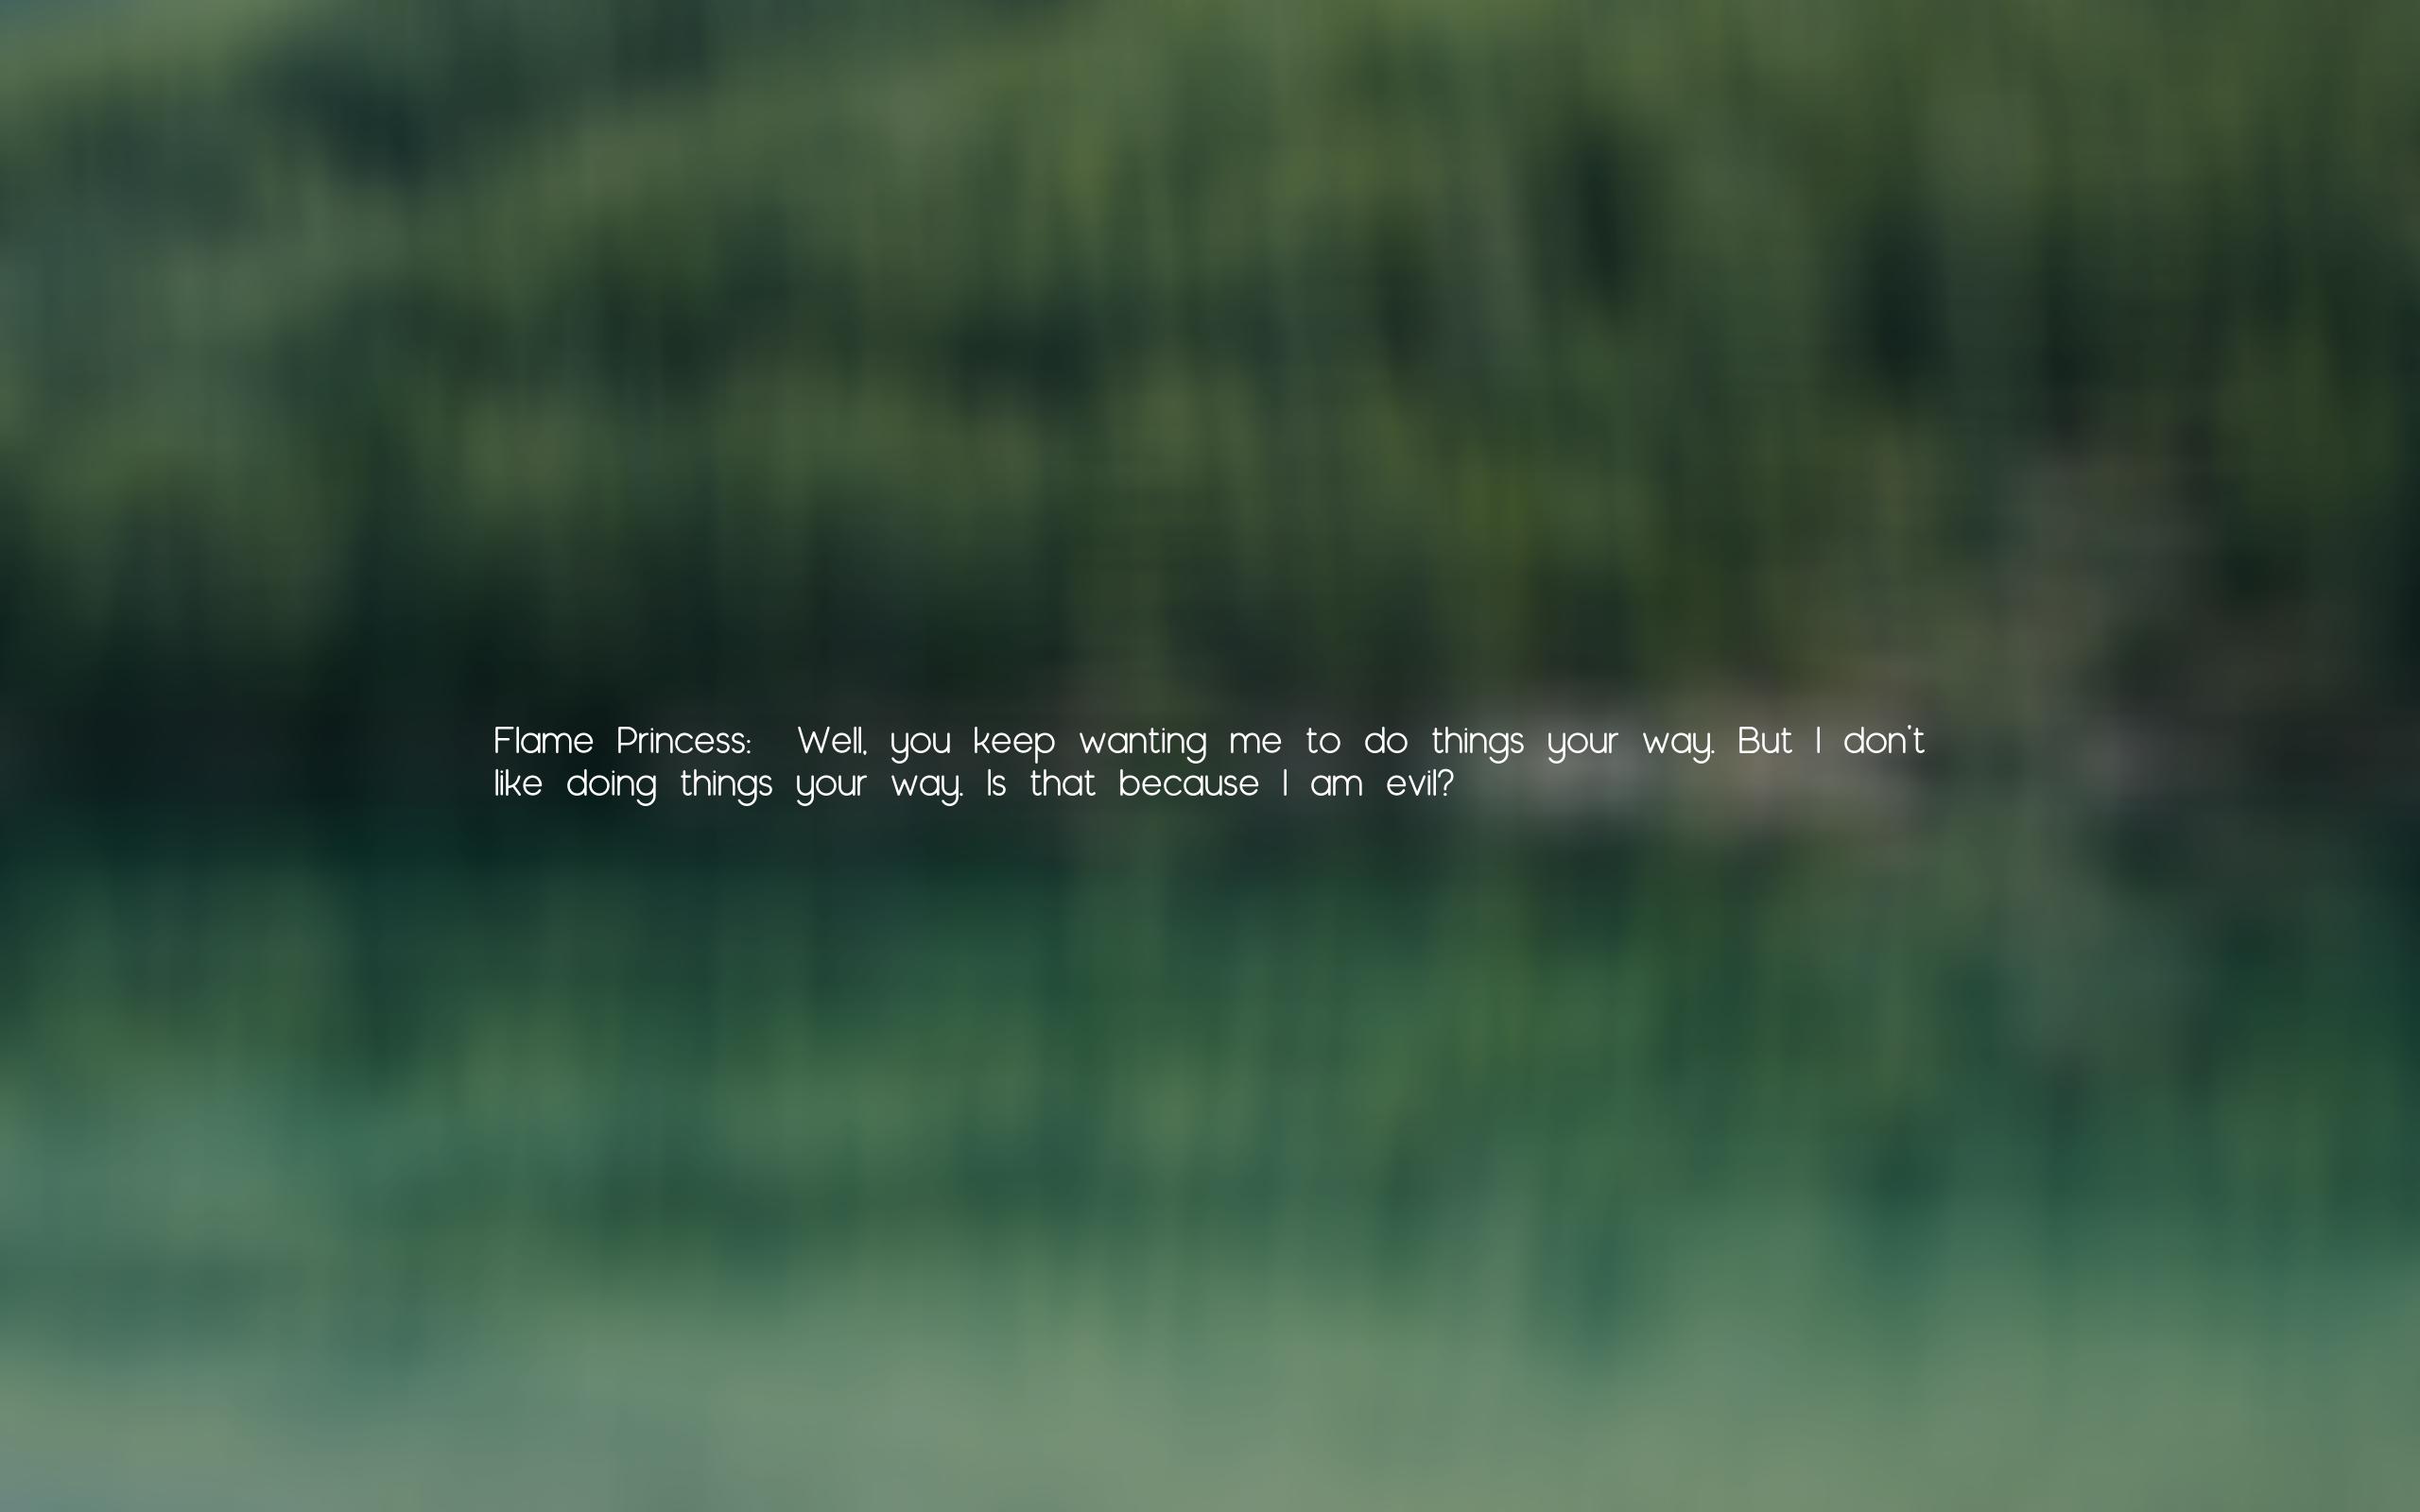 Flame Princess:  Well, you keep wanting me to do things your way. But I don't
like doing things your way. Is that because I am evil?